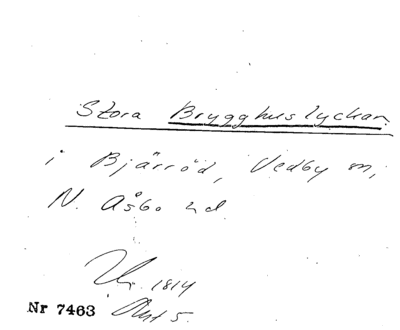 Stora Brygghuslyckan
i Bjärröd, Vedby sn,
N. Åsbo hd
1814
Nr 7463